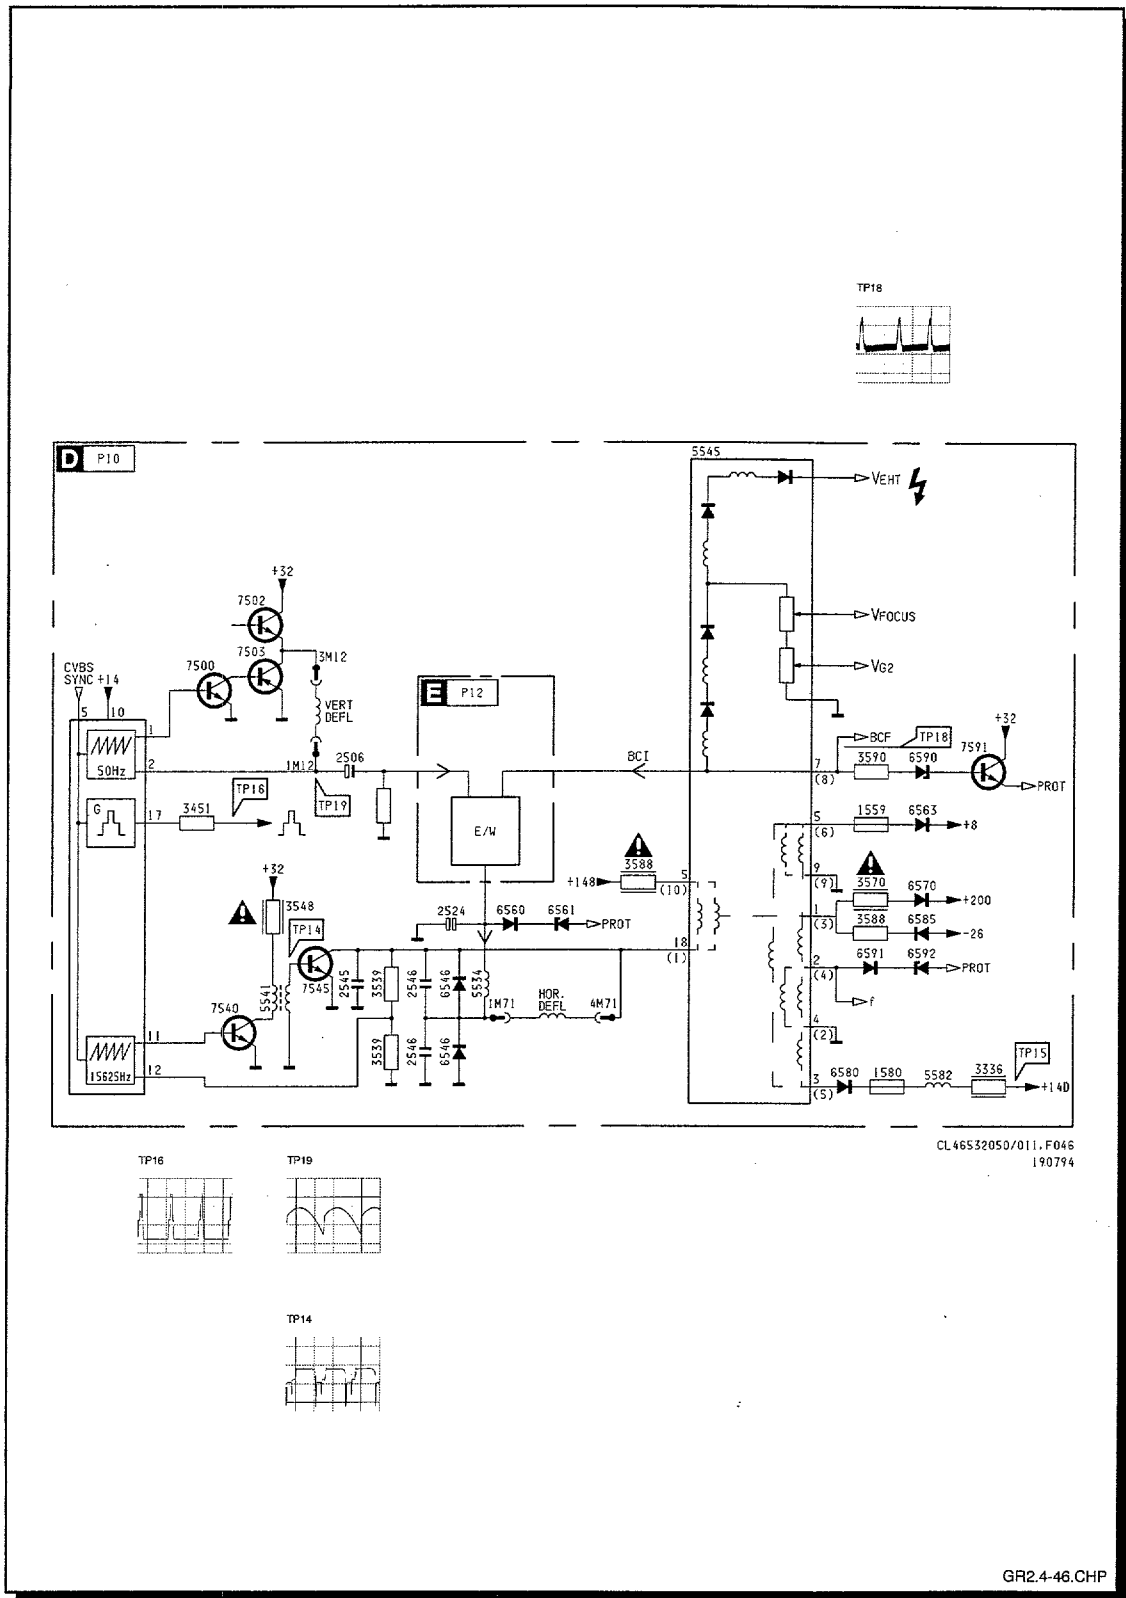 TP18
D P10
5545
VEHT
+32
7502
VFOCUS
7503
3M12
CVBS
SYNC +14
7500
E P12
VG2
5 10
VERT
DEFL
+32
BCF TP18
7591
1
BCI
2506
7 3590 6590
50Hz 2 1M12
(8)
PROT
TP16
TP19
G
17 3451
5 1559 6563
E/W
+8
(6)
3588
+32
+148
5
(10)
9
(9)
3570 6570
3548
1
+200
2524 6560 6561
PROT
(3) 3588 6585
-26
TP14
18
(1)
2 6591 6592
PROT
(4)
7545
2545
3539
2546
6546
5534
5541
f
7540
1M71 HOR.
DEFL 4M71
11
4
(2)
3539
2546
6546
TP15
15625Hz 12
3 6580 1580 5582 3336
+14D
(5)
CL46532050/011.F046
190794
TP16
TP19
TP14
GR2.4-46.CHP